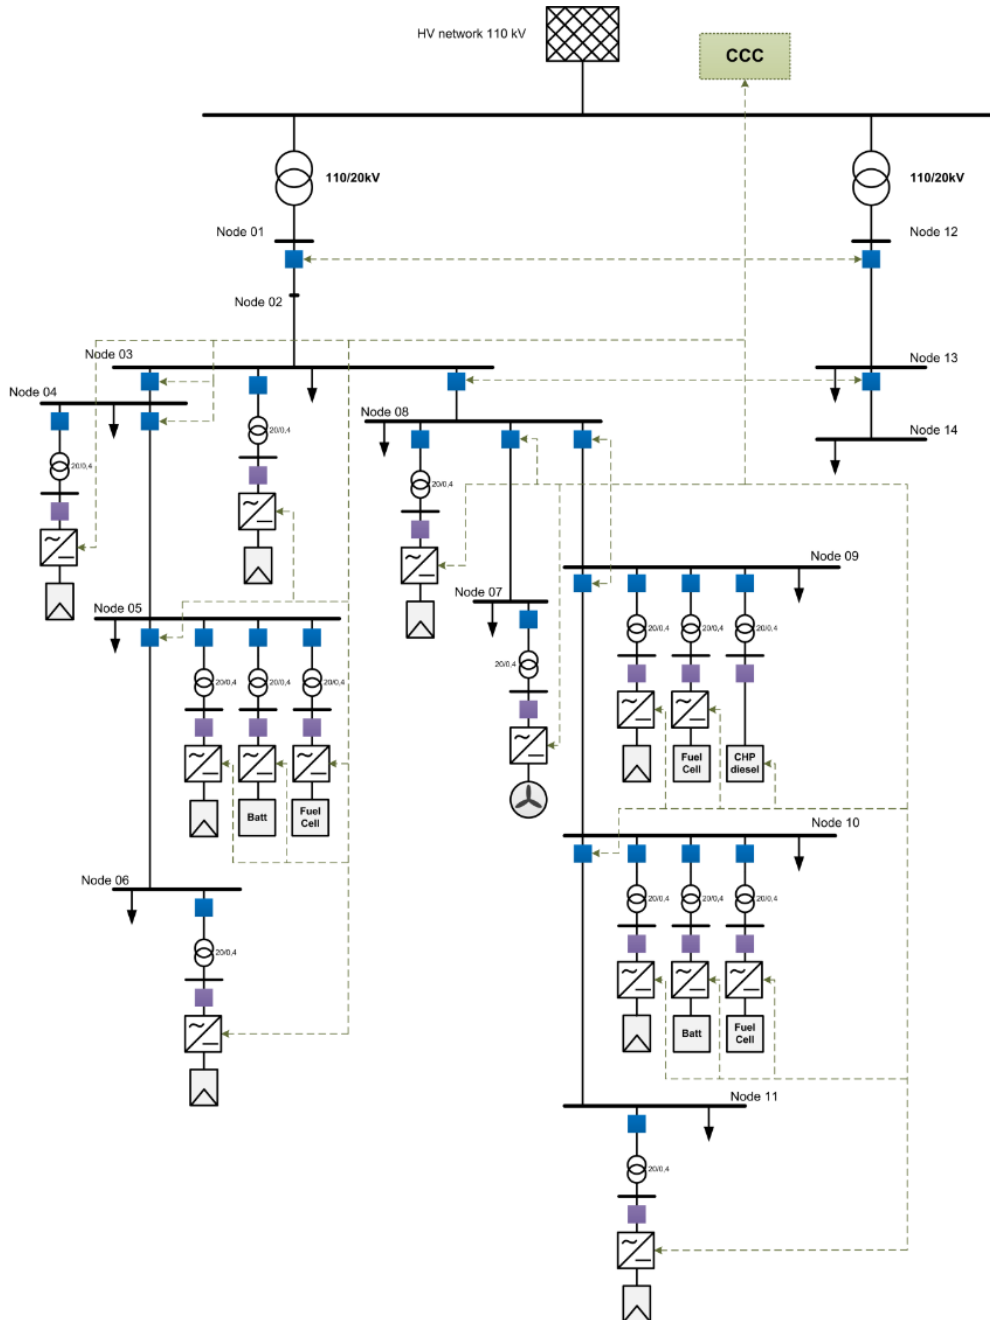 HV network 110 kV
CCC
110/20kV
110/20kV
Node 01
Node 12
Node 02
Node 03
Node 13
Node 04
Node 08
Node 14
20/0,4
20/0,4
20/0,4
Node 09
Node 07
Node 05
20/0,4
20/0,4
20/0,4
20/0,4
20/0,4
20/0,4
20/0,4
Fuel
Cell
CHP
diesel
Batt
Fuel
Cell
Node 10
Node 06
20/0,4
20/0,4
20/0,4
20/0,4
Batt
Fuel
Cell
Node 11
20/0,4